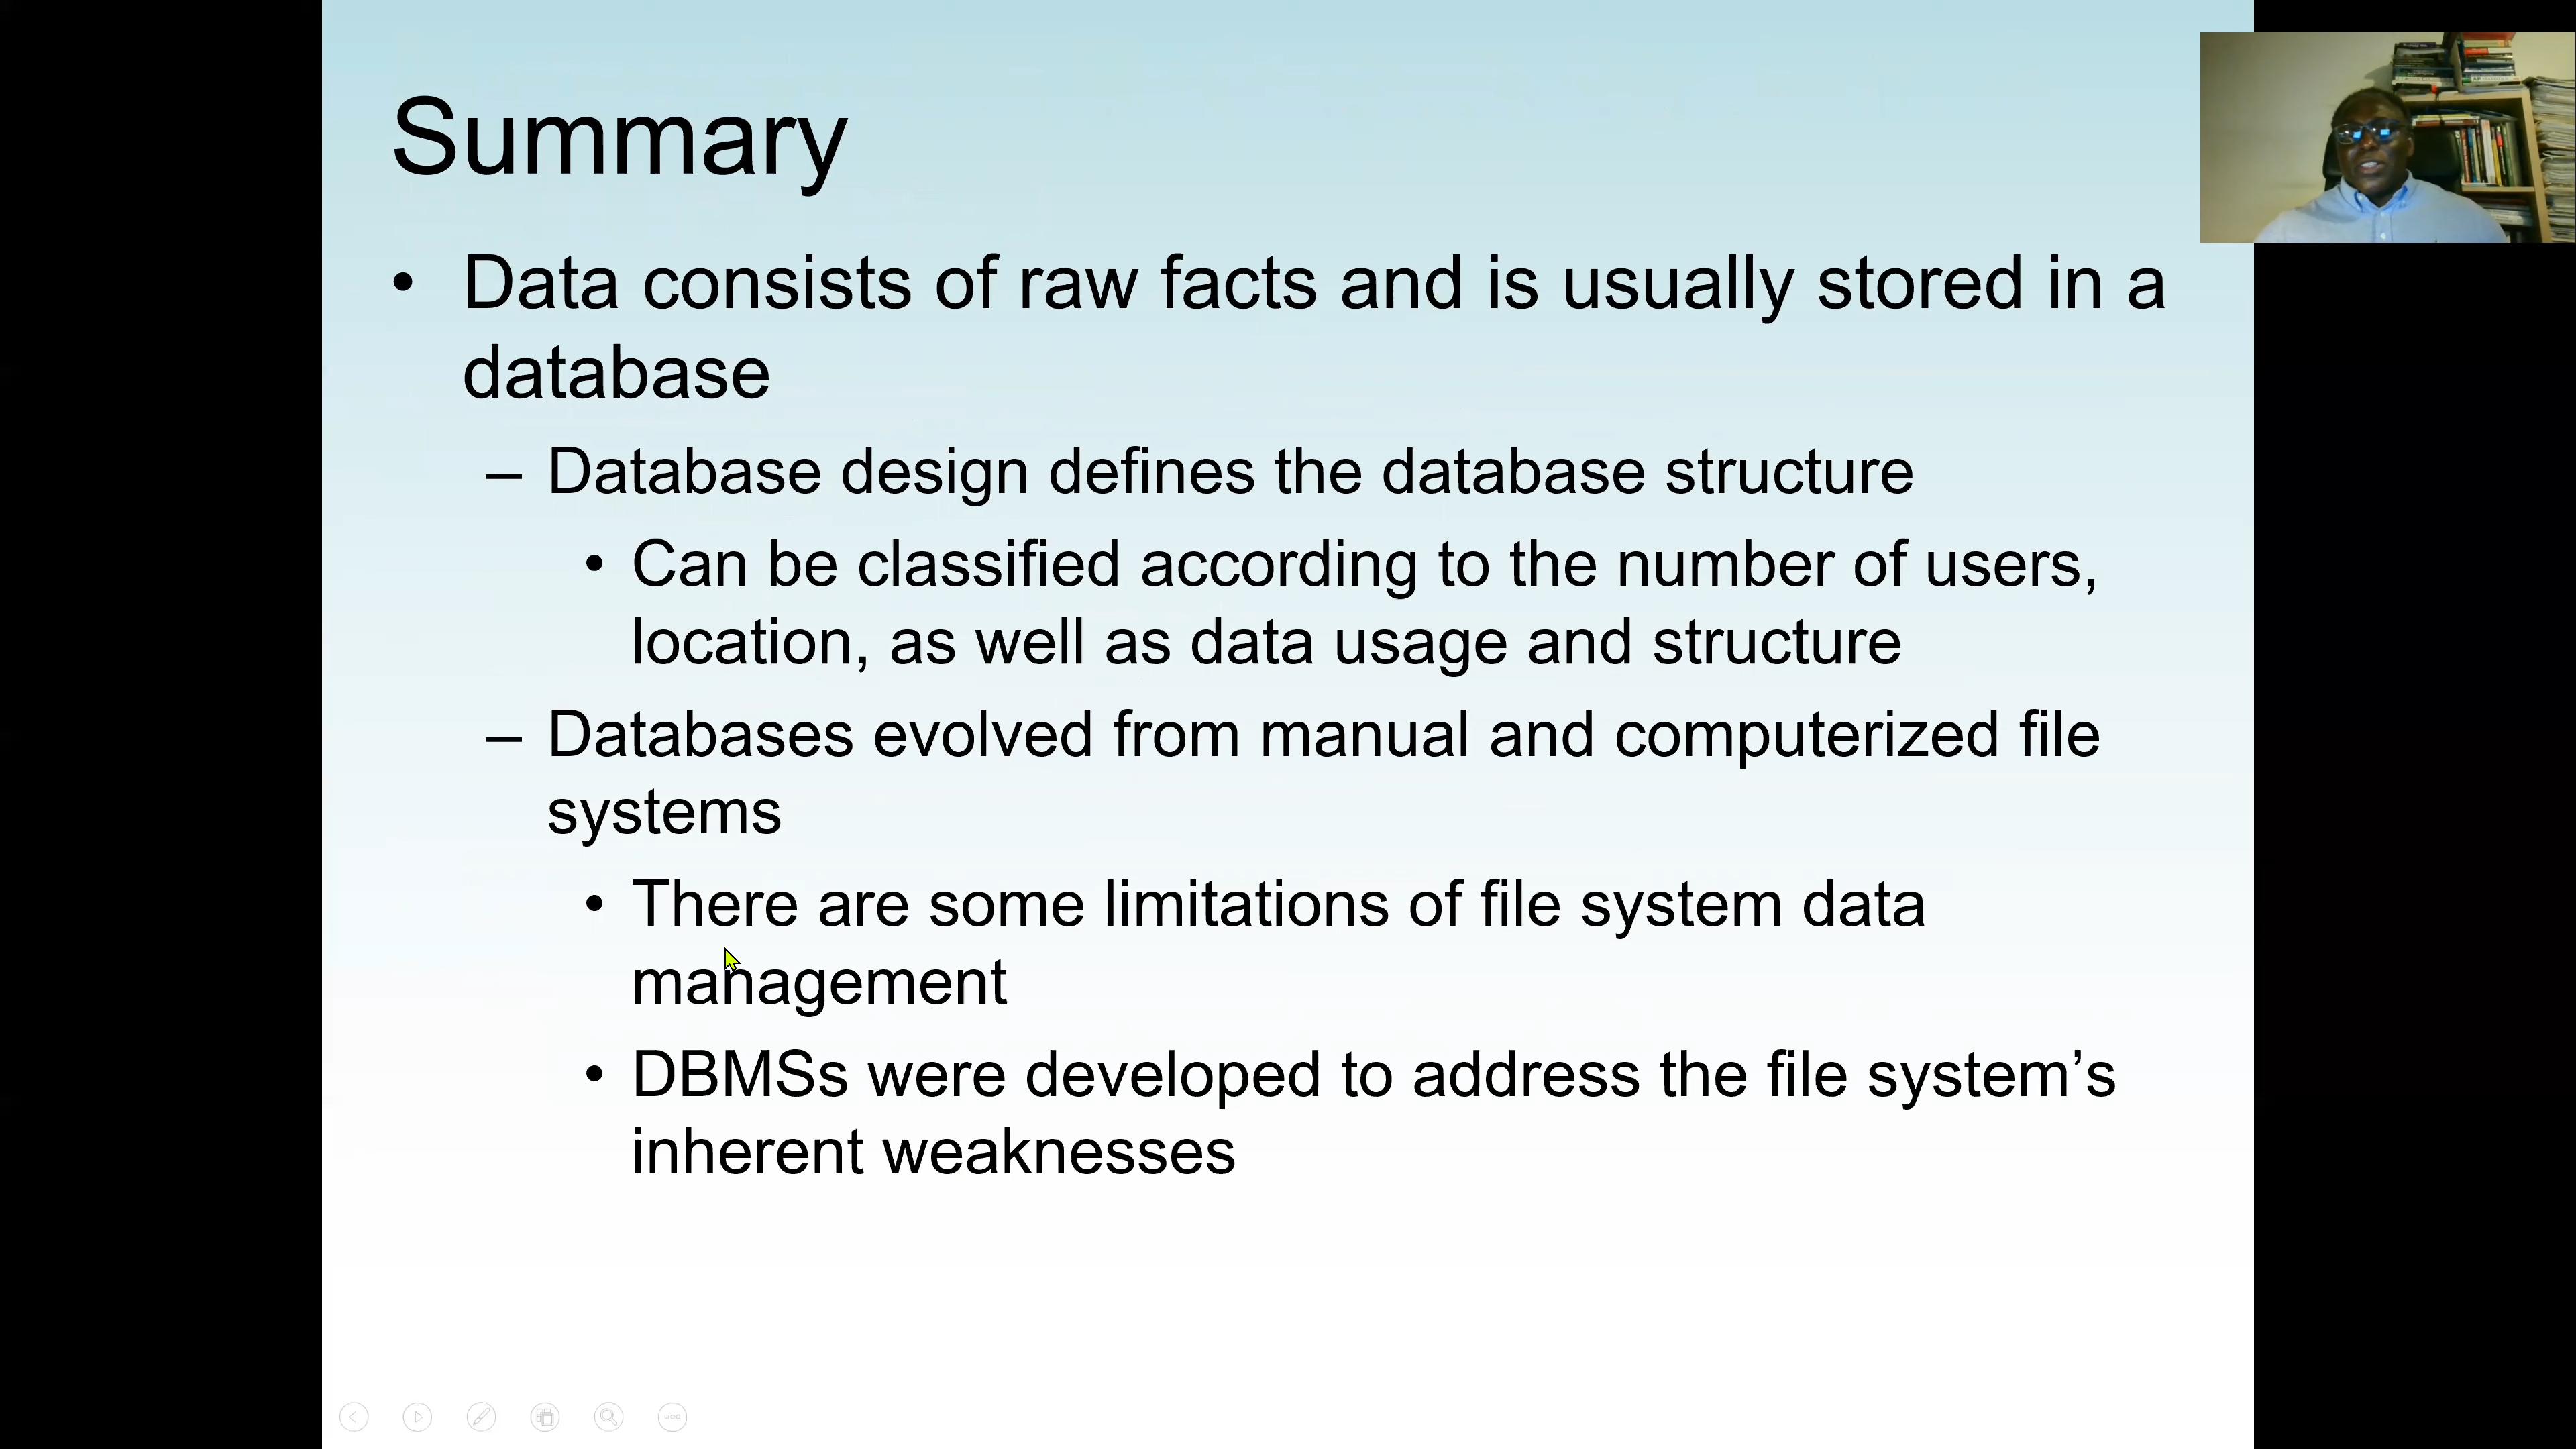 Summary
• Data consists of raw facts and is usually stored in a
database
– Database design defines the database structure
• Can be classified according to the number of users,
location, as well as data usage and structure
– Databases evolved from manual and computerized file
systems
• There are some limitations of file system data
management
• DBMSs were developed to address the file system’s
inherent weaknesses